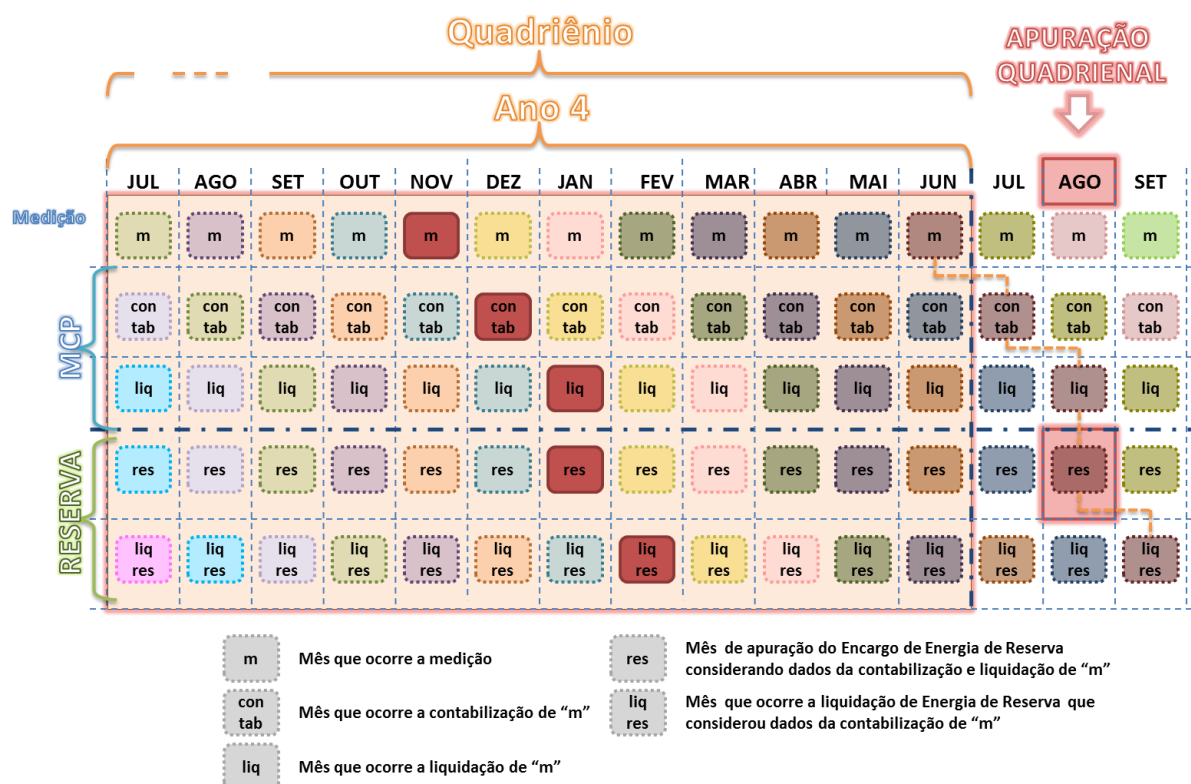 Quadriênio
APURAÇÃO
QUADRIENAL
Ano 4
JUL AGO SET OUT NOV DEZ JAN FEV MAR ABR MAI JUN JUL AGO SET
Medição
m m m m m m m m m m m m m m m
MCP
con con con con con con con con con con con con con con con
tab tab tab tab tab tab tab tab tab tab tab tab tab tab tab
liq liq liq liq liq liq liq liq liq liq liq liq liq liq liq
RESERVA
res res res res res res res res res res res res res res res
liq liq liq liq liq liq liq liq liq liq liq liq liq liq liq
res res res res res res res res res res res res res res res
m Mês que ocorre a medição
con
tab
Mês que ocorre a contabilização de “m”
liq Mês que ocorre a liquidação de “m”
res
Mês de apuração do Encargo de Energia de Reserva
considerando dados da contabilização e liquidação de “m”
liq
res
Mês que ocorre a liquidação de Energia de Reserva que
considerou dados da contabilização de “m”